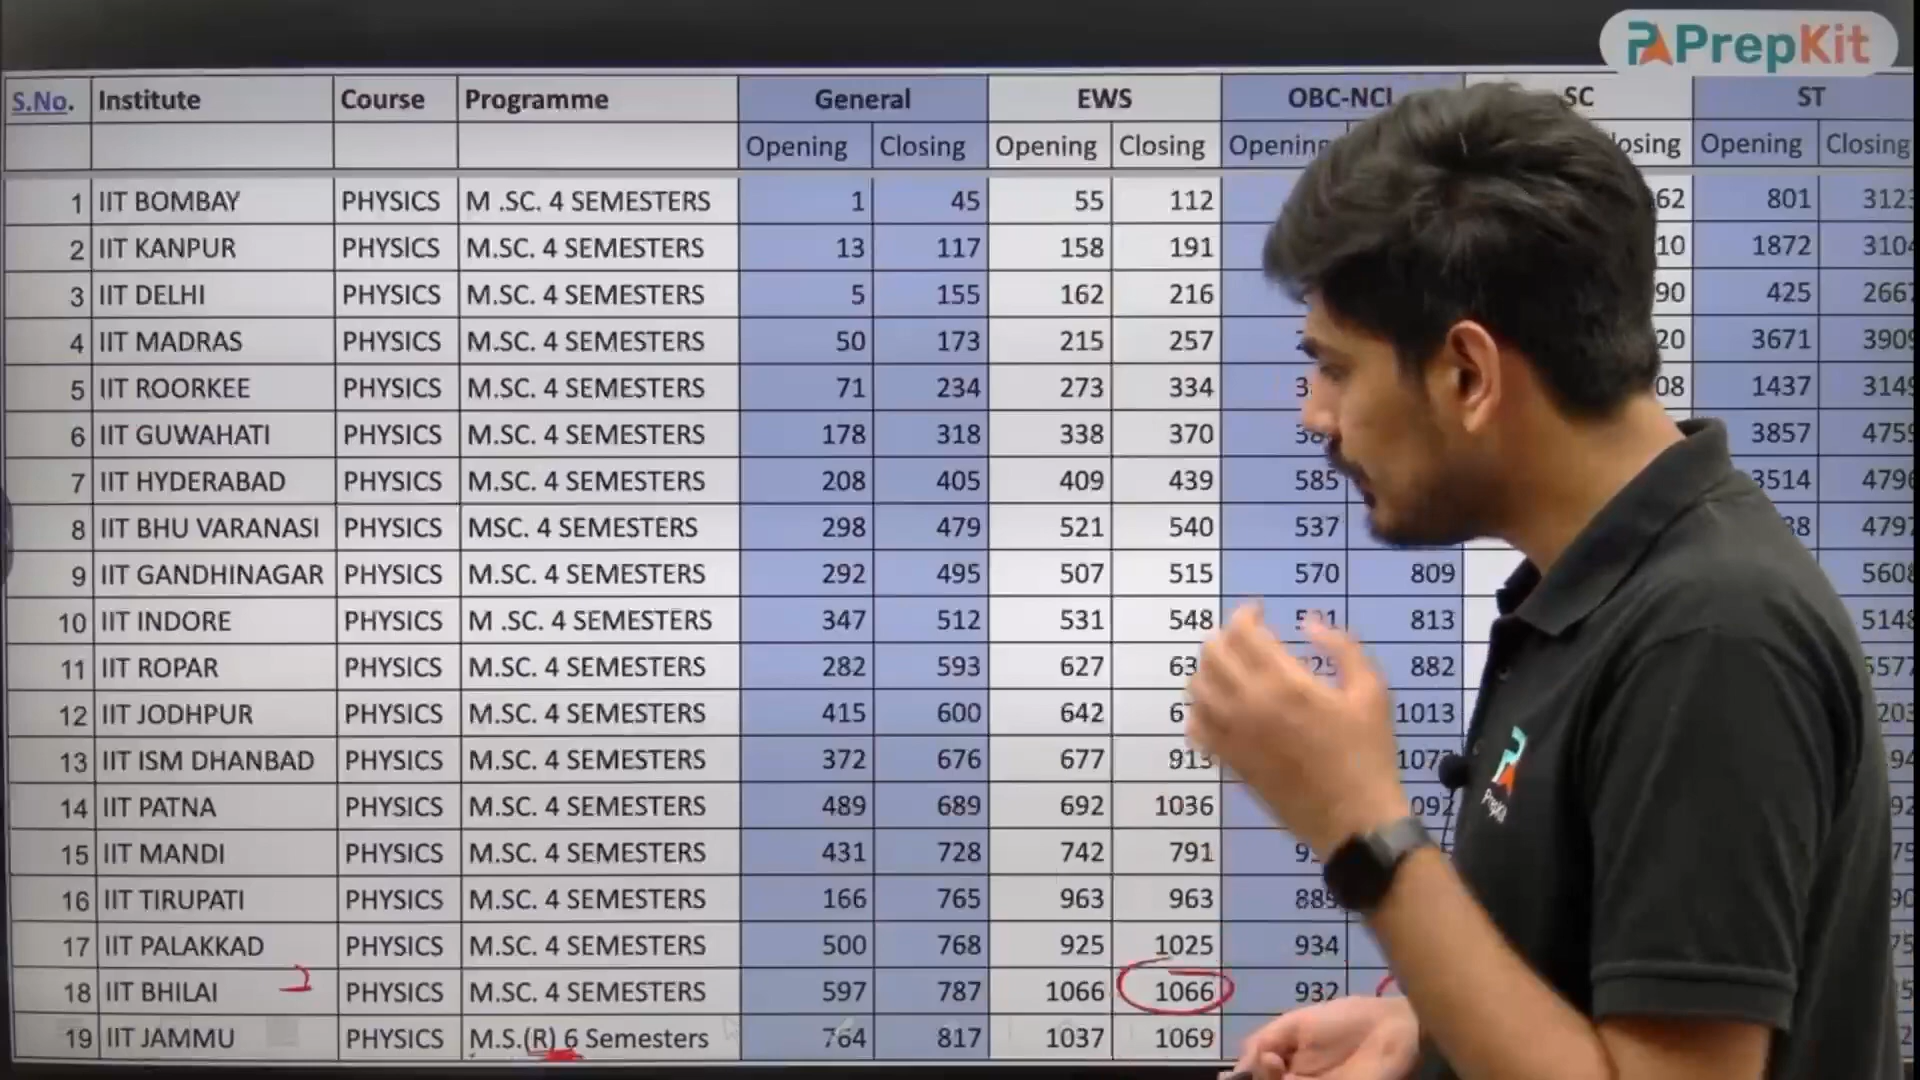 PrepKit
S.No. Institute Course Programme General EWS OBC-NCL SC ST
Opening Closing Opening Closing Opening Opening Closing
1 IIT BOMBAY PHYSICS M .SC. 4 SEMESTERS 1 45 55 112 801
2 IIT KANPUR PHYSICS M.SC. 4 SEMESTERS 13 117 158 191 1872
3 IIT DELHI PHYSICS M.SC. 4 SEMESTERS 5 155 162 216 425
4 IIT MADRAS PHYSICS M.SC. 4 SEMESTERS 50 173 215 257 3671
5 IIT ROORKEE PHYSICS M.SC. 4 SEMESTERS 71 234 273 334 1437
6 IIT GUWAHATI PHYSICS M.SC. 4 SEMESTERS 178 318 338 370 3857
7 IIT HYDERABAD PHYSICS M.SC. 4 SEMESTERS 208 405 409 439 585 3514
8 IIT BHU VARANASI PHYSICS MSC. 4 SEMESTERS 298 479 521 540 537
9 IIT GANDHINAGAR PHYSICS M.SC. 4 SEMESTERS 292 495 507 515 570 809
10 IIT INDORE PHYSICS M .SC. 4 SEMESTERS 347 512 531 548 813
11 IIT ROPAR PHYSICS M.SC. 4 SEMESTERS 282 593 627 882
12 IIT JODHPUR PHYSICS M.SC. 4 SEMESTERS 415 600 642 1013
13 IIT ISM DHANBAD PHYSICS M.SC. 4 SEMESTERS 372 676 677 913
14 IIT PATNA PHYSICS M.SC. 4 SEMESTERS 489 689 692 1036
15 IIT MANDI PHYSICS M.SC. 4 SEMESTERS 431 728 742 791
16 IIT TIRUPATI PHYSICS M.SC. 4 SEMESTERS 166 765 963 963
17 IIT PALAKKAD PHYSICS M.SC. 4 SEMESTERS 500 768 925 1025 934
18 IIT BHILAI PHYSICS M.SC. 4 SEMESTERS 597 787 1066 1066 932
19 IIT JAMMU PHYSICS M.S.(R) 6 Semesters 764 817 1037 1069
PrepKit